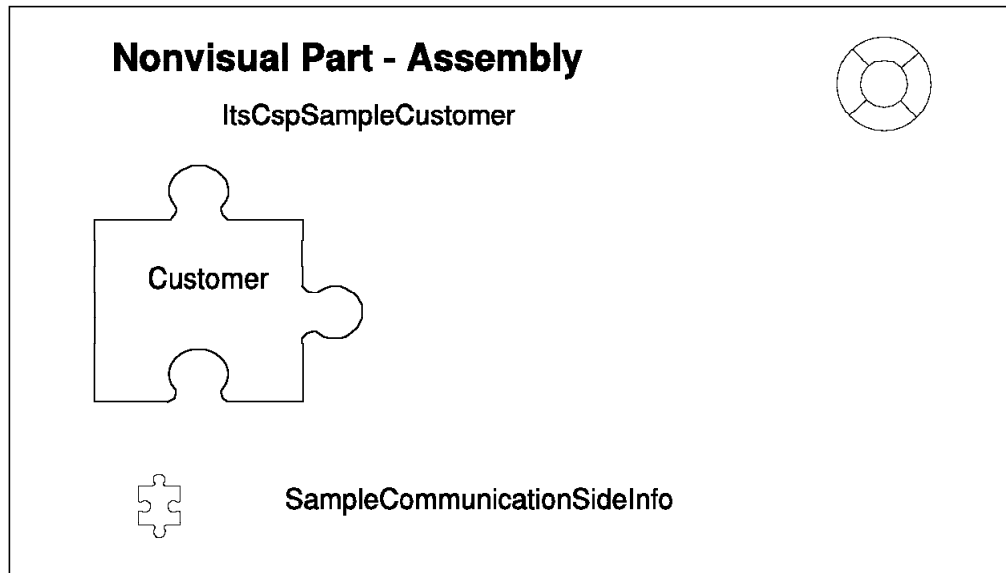 Nonvisual Part - Assembly
ItsCspSampleCustomer
Customer
SampleCommunicationSideInfo